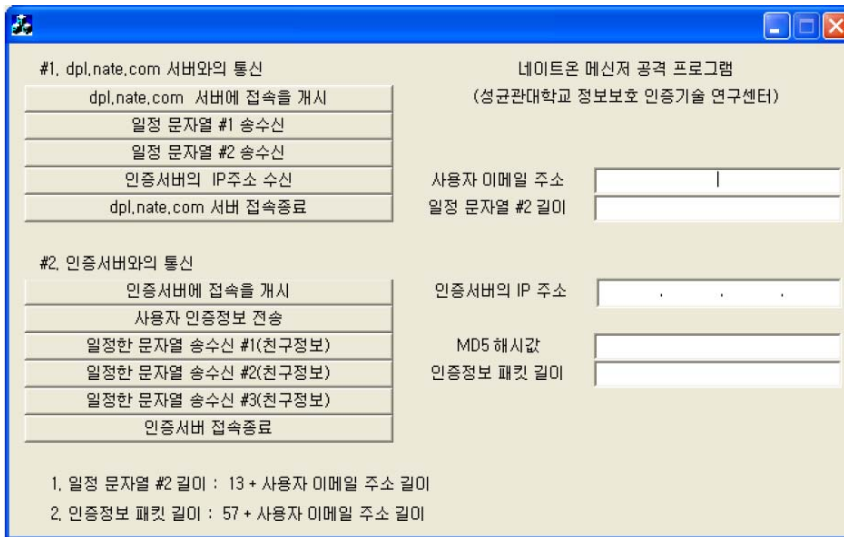 #1. dpl.nate.com 서버와의 통신
dpl.nate.com 서버에 접속을 개시
일정 문자열 #1 송수신
일정 문자열 #2 송수신
인증서버의 IP주소 수신
dpl.nate.com 서버 접속종료
네이트온 메신저 공격 프로그램
(성균관대학교 정보보호 인증기술 연구센터)
사용자 이메일 주소
일정 문자열 #2 길이
#2. 인증서버와의 통신
인증서버에 접속을 개시
사용자 인증정보 전송
일정한 문자열 송수신 #1(친구정보)
일정한 문자열 송수신 #2(친구정보)
일정한 문자열 송수신 #3(친구정보)
인증서버 접속종료
인증서버의 IP 주소
MD5 해시값
인증정보 패킷 길이
1. 일정 문자열 #2 길이 : 13 + 사용자 이메일 주소 길이
2. 인증정보 패킷 길이 : 57 + 사용자 이메일 주소 길이